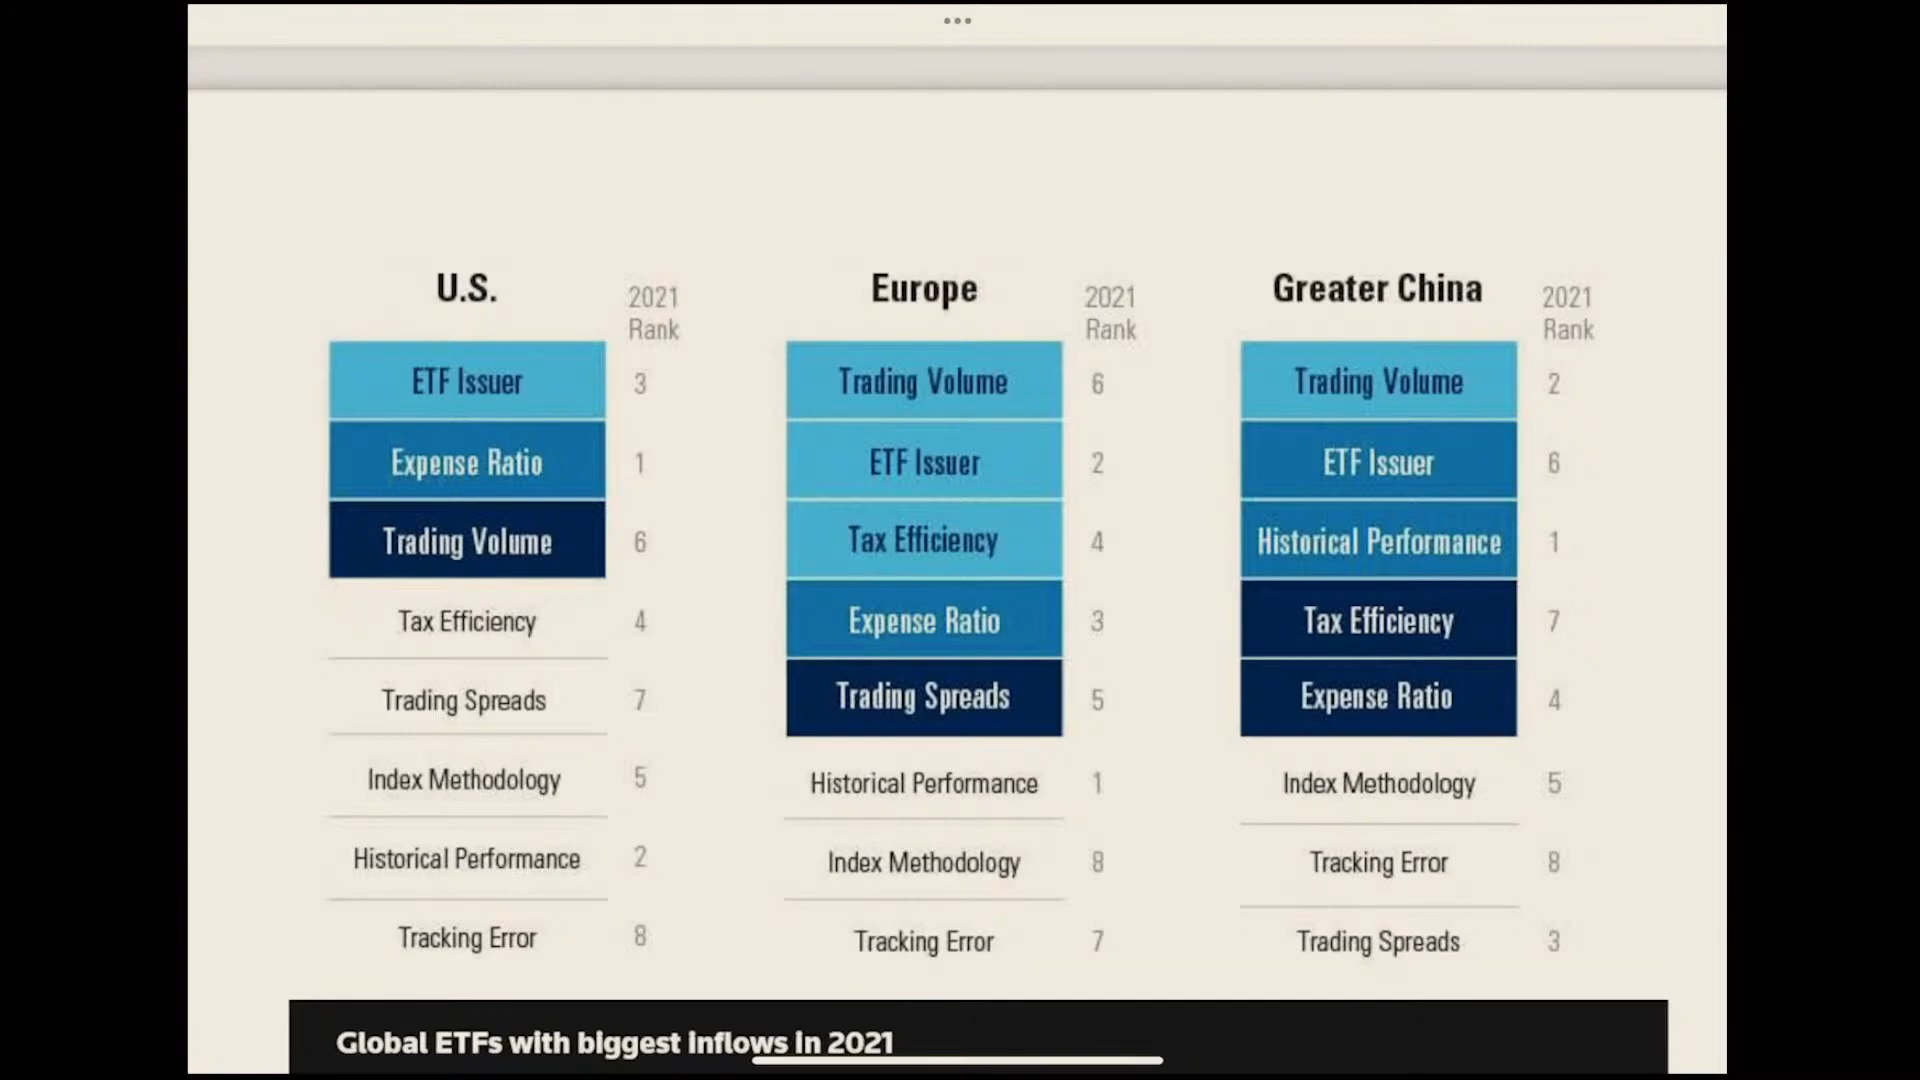 U.S.
2021
Rank
ETF Issuer 3
Expense Ratio 1
Trading Volume 6
Tax Efficiency 4
Trading Spreads 7
Index Methodology 5
Historical Performance 2
Tracking Error 8
Europe
2021
Rank
Trading Volume 6
ETF Issuer 2
Tax Efficiency 4
Expense Ratio 3
Trading Spreads 5
Historical Performance 1
Index Methodology 8
Tracking Error 7
Greater China
2021
Rank
Trading Volume 2
ETF Issuer 6
Historical Performance 1
Tax Efficiency 7
Expense Ratio 4
Index Methodology 5
Tracking Error 8
Trading Spreads 3
Global ETFs with biggest inflows in 2021